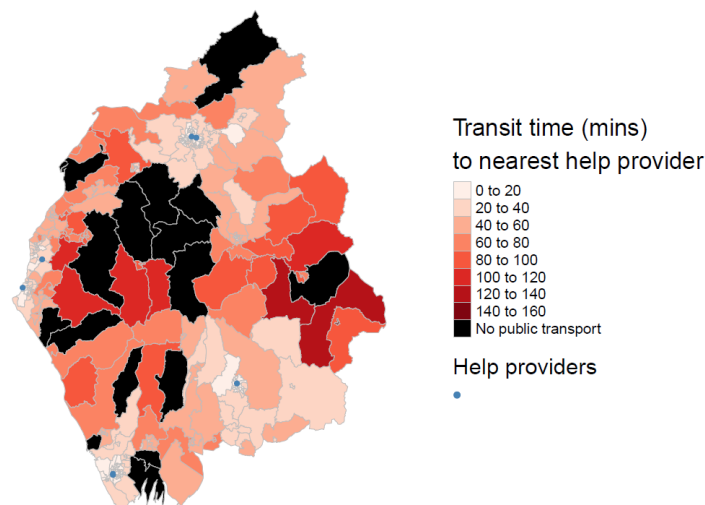 Transit time (mins)
to nearest help provider
0 to 20
20 to 40
40 to 60
60 to 80
80 to 100
100 to 120
120 to 140
140 to 160
No public transport
Help providers